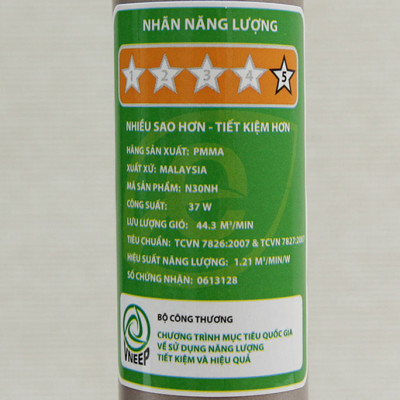 NHÃN NĂNG LƯỢNG
1 2 3 4 5
NHIỀU SAO HƠN - TIẾT KIỆM HƠN
HÃNG SẢN XUẤT: PMMA
XUẤT XỨ: MALAYSIA
MÃ SẢN PHẨM: N30NH
CÔNG SUẤT: 37 W
LƯU LƯỢNG GIÓ: 44.3 M³/MIN
TIÊU CHUẨN: TCVN 7826:2007 & TCVN 7827:2007
HIỆU SUẤT NĂNG LƯỢNG: 1.21 M³/MIN/W
SỐ CHỨNG NHẬN: 0613128
BỘ CÔNG THƯƠNG
CHƯƠNG TRÌNH MỤC TIÊU QUỐC GIA
VỀ SỬ DỤNG NĂNG LƯỢNG
TIẾT KIỆM VÀ HIỆU QUẢ
VNEEP